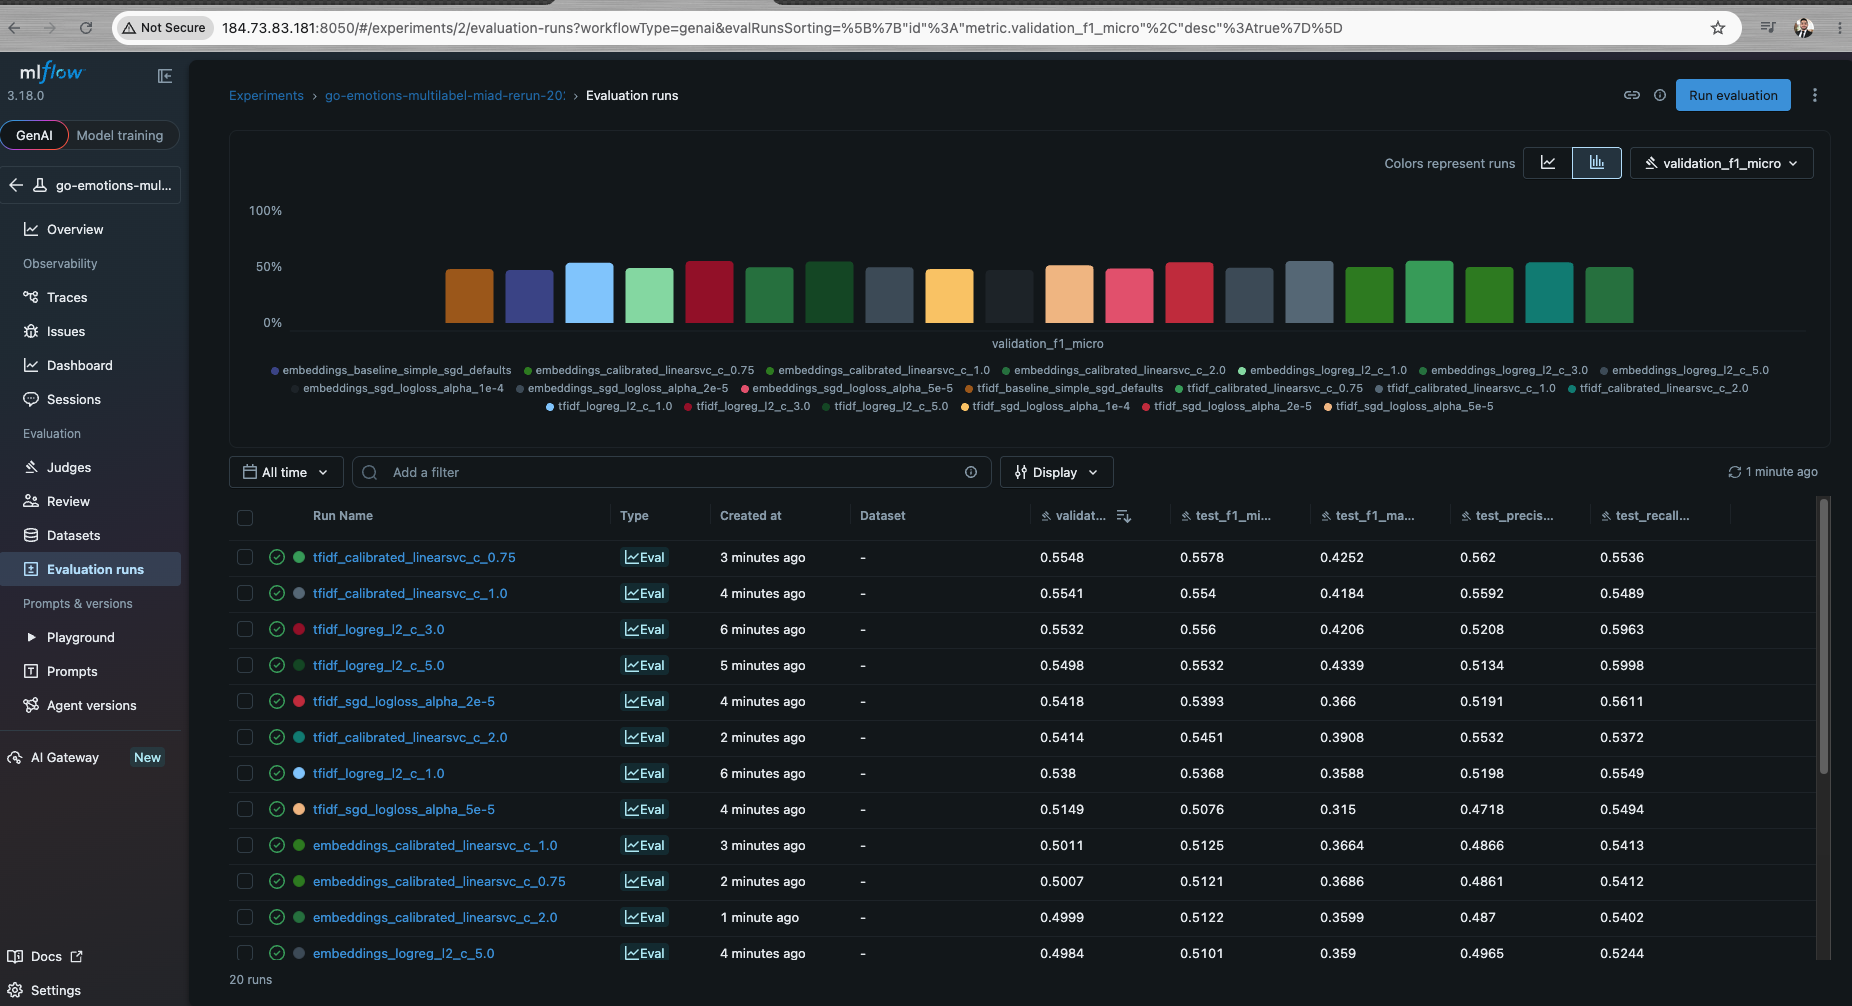 Not Secure 184.73.83.181:8050/#/experiments/2/evaluation-runs?workflowType=genai&evalRunsSorting=%5B%7B"id"%3A"metric.validation_f1_micro"%2C"desc"%3Atrue%7D%5D
mlflow
3.18.0
GenAI Model training
go-emotions-mul...
Overview
Observability
Traces
Issues
Dashboard
Sessions
Evaluation
Judges
Review
Datasets
Evaluation runs
Prompts & versions
Playground
Prompts
Agent versions
AI Gateway New
Docs
Settings
Experiments › go-emotions-multilabel-miad-rerun-20 › Evaluation runs
Run evaluation
Colors represent runs validation_f1_micro
100%
50%
0%
validation_f1_micro
embeddings_baseline_simple_sgd_defaults embeddings_calibrated_linearsvc_c_0.75 embeddings_calibrated_linearsvc_c_1.0 embeddings_calibrated_linearsvc_c_2.0 embeddings_logreg_l2_c_1.0 embeddings_logreg_l2_c_3.0 embeddings_logreg_l2_c_5.0
embeddings_sgd_logloss_alpha_1e-4 embeddings_sgd_logloss_alpha_2e-5 embeddings_sgd_logloss_alpha_5e-5 tfidf_baseline_simple_sgd_defaults tfidf_calibrated_linearsvc_c_0.75 tfidf_calibrated_linearsvc_c_1.0 tfidf_calibrated_linearsvc_c_2.0
tfidf_logreg_l2_c_1.0 tfidf_logreg_l2_c_3.0 tfidf_logreg_l2_c_5.0 tfidf_sgd_logloss_alpha_1e-4 tfidf_sgd_logloss_alpha_2e-5 tfidf_sgd_logloss_alpha_5e-5
All time Add a filter Display 1 minute ago
Run Name Type Created at Dataset validat... test_f1_mi... test_f1_ma... test_precis... test_recall...
tfidf_calibrated_linearsvc_c_0.75 Eval 3 minutes ago - 0.5548 0.5578 0.4252 0.562 0.5536
tfidf_calibrated_linearsvc_c_1.0 Eval 4 minutes ago - 0.5541 0.554 0.4184 0.5592 0.5489
tfidf_logreg_l2_c_3.0 Eval 6 minutes ago - 0.5532 0.556 0.4206 0.5208 0.5963
tfidf_logreg_l2_c_5.0 Eval 5 minutes ago - 0.5498 0.5532 0.4339 0.5134 0.5998
tfidf_sgd_logloss_alpha_2e-5 Eval 4 minutes ago - 0.5418 0.5393 0.366 0.5191 0.5611
tfidf_calibrated_linearsvc_c_2.0 Eval 2 minutes ago - 0.5414 0.5451 0.3908 0.5532 0.5372
tfidf_logreg_l2_c_1.0 Eval 6 minutes ago - 0.538 0.5368 0.3588 0.5198 0.5549
tfidf_sgd_logloss_alpha_5e-5 Eval 4 minutes ago - 0.5149 0.5076 0.315 0.4718 0.5494
embeddings_calibrated_linearsvc_c_1.0 Eval 3 minutes ago - 0.5011 0.5125 0.3664 0.4866 0.5413
embeddings_calibrated_linearsvc_c_0.75 Eval 2 minutes ago - 0.5007 0.5121 0.3686 0.4861 0.5412
embeddings_calibrated_linearsvc_c_2.0 Eval 1 minute ago - 0.4999 0.5122 0.3599 0.487 0.5402
embeddings_logreg_l2_c_5.0 Eval 4 minutes ago - 0.4984 0.5101 0.359 0.4965 0.5244
20 runs